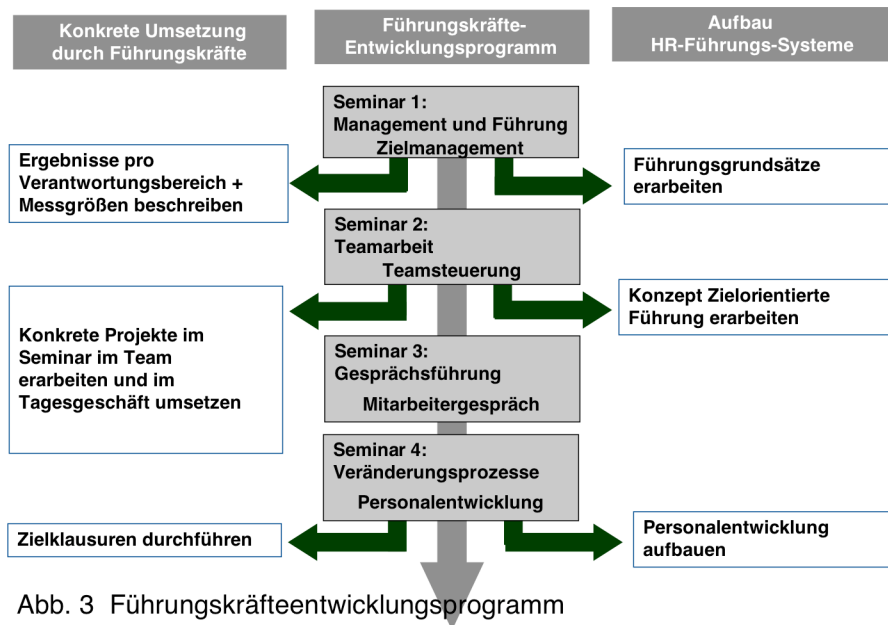 Konkrete Umsetzung
durch Führungskräfte
Führungskräfte-
Entwicklungsprogramm
Aufbau
HR-Führungs-Systeme
Seminar 1:
Management und Führung
Zielmanagement
Ergebnisse pro
Verantwortungsbereich +
Messgrößen beschreiben
Führungsgrundsätze
erarbeiten
Seminar 2:
Teamarbeit
Teamsteuerung
Konkrete Projekte im
Seminar im Team
erarbeiten und im
Tagesgeschäft umsetzen
Konzept Zielorientierte
Führung erarbeiten
Seminar 3:
Gesprächsführung
Mitarbeitergespräch
Seminar 4:
Veränderungsprozesse
Personalentwicklung
Zielklausuren durchführen
Personalentwicklung
aufbauen
Abb. 3 Führungskräfteentwicklungsprogramm